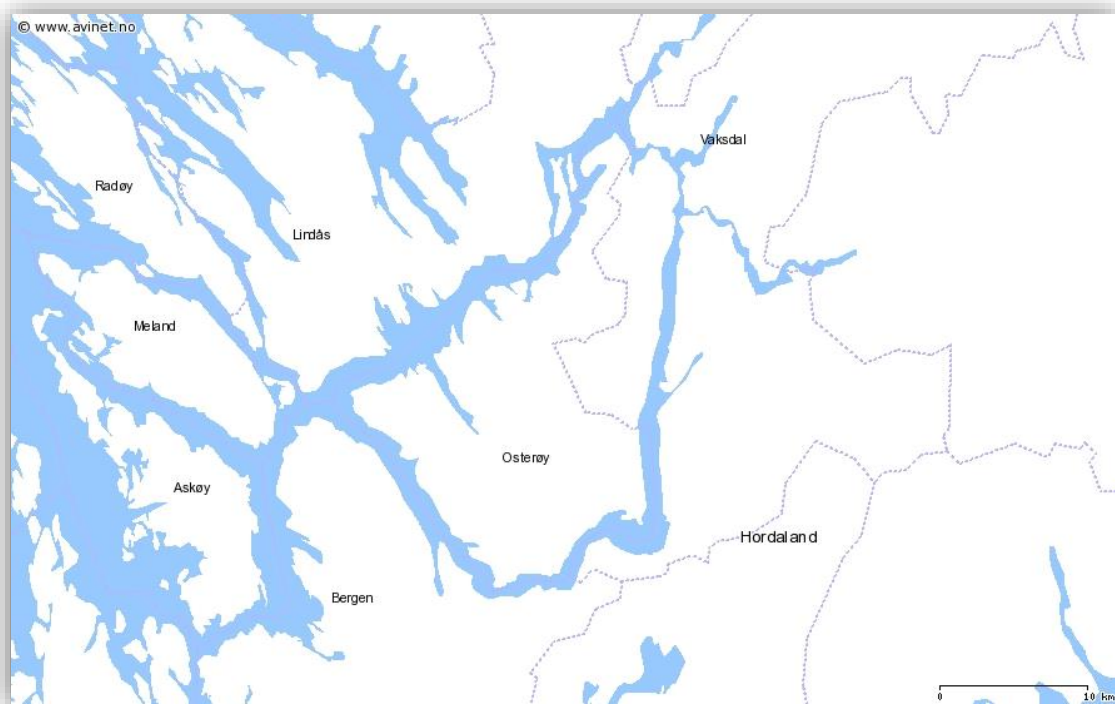 © www.avinet.no
Vaksdal
Radøy
Lindås
Meland
Osterøy
Askøy
Hordaland
Bergen
0 10 km